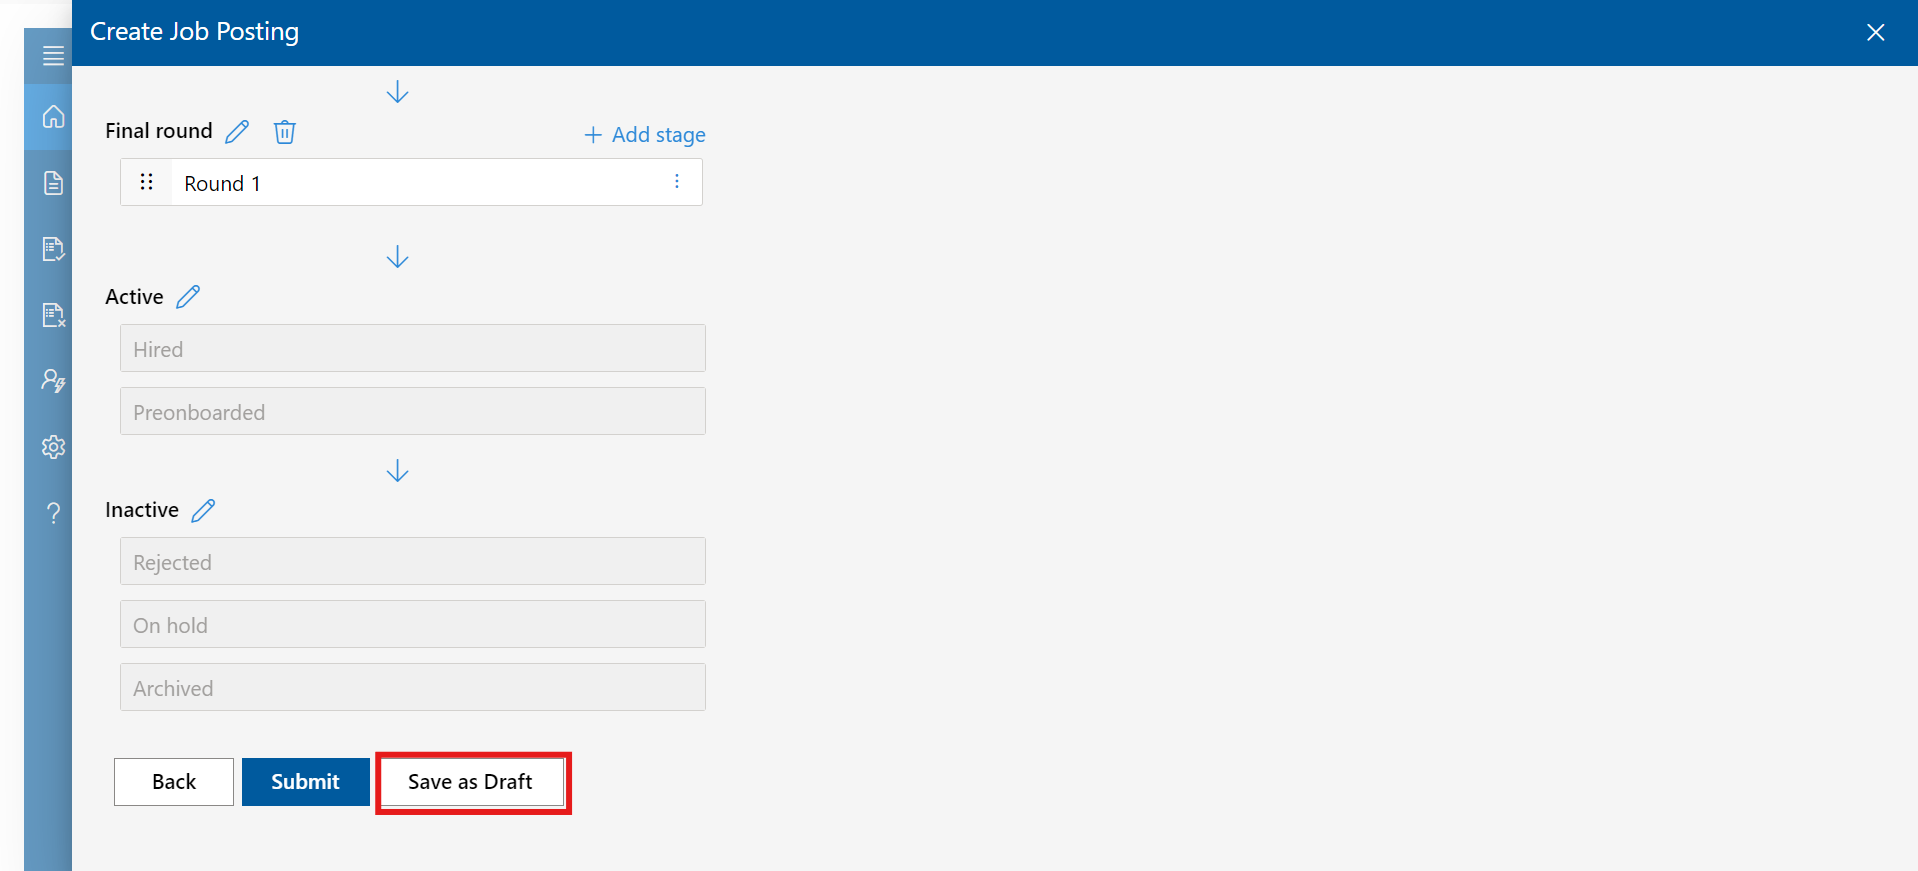 Create Job Posting
Final round
Add stage
Round 1
Active
Hired
Preonboarded
Inactive
Rejected
On hold
Archived
Back
Submit
Save as Draft